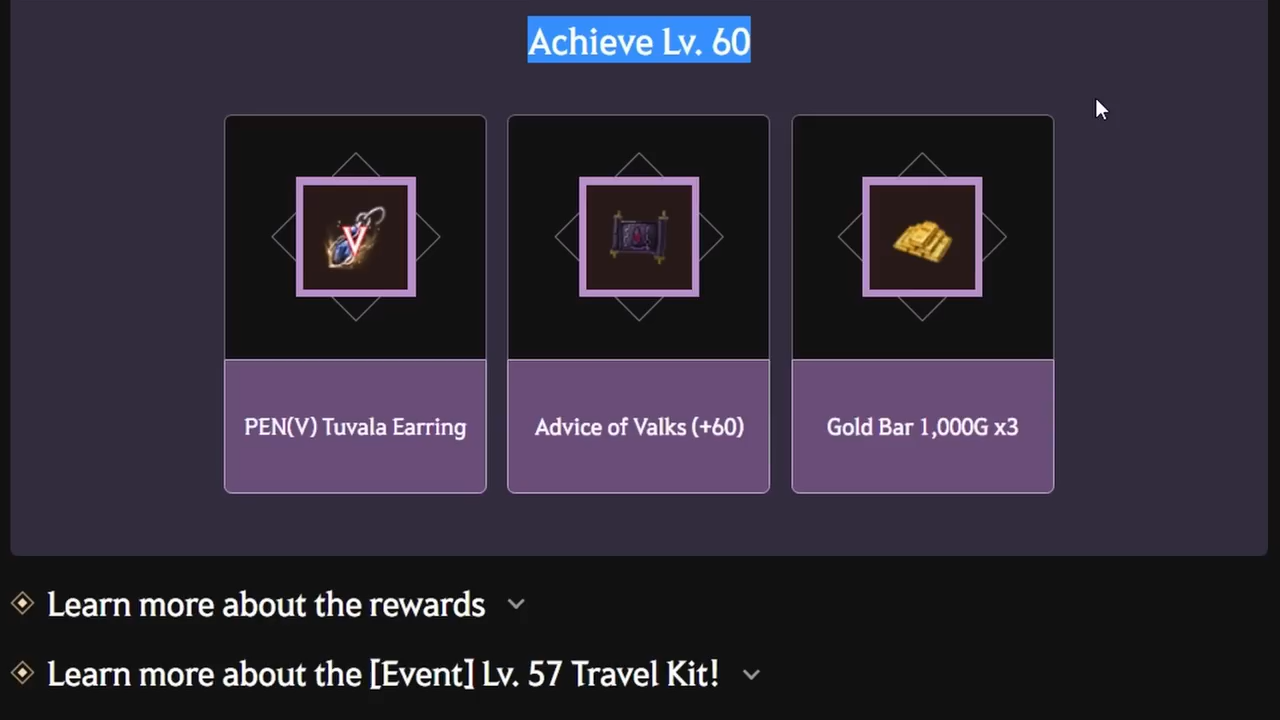 Achieve Lv. 60
V
PEN(V) Tuvala Earring
Advice of Valks (+60)
Gold Bar 1,000G x3
Learn more about the rewards
Learn more about the [Event] Lv. 57 Travel Kit!